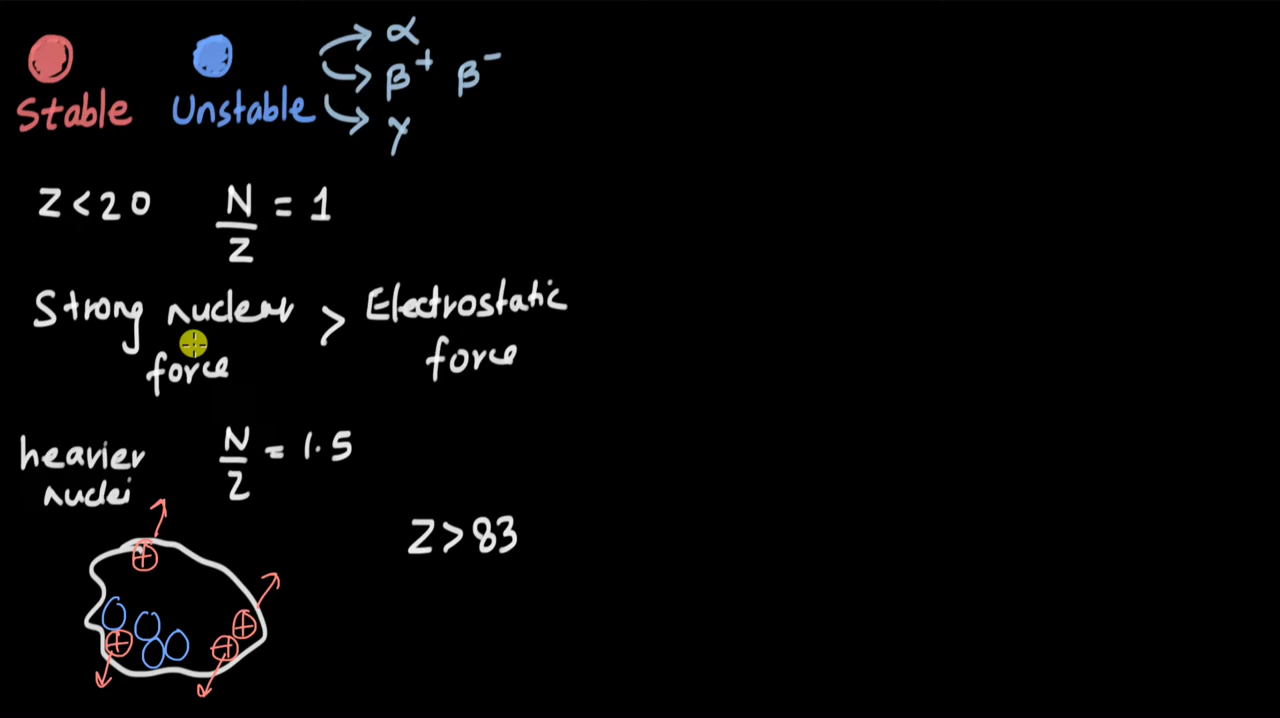 α
β+ β-
Stable Unstable
γ
Z < 20 N/Z = 1
Strong nuclear force > Electrostatic force
heavier nuclei N/Z = 1.5
Z > 83
+
+
+ +